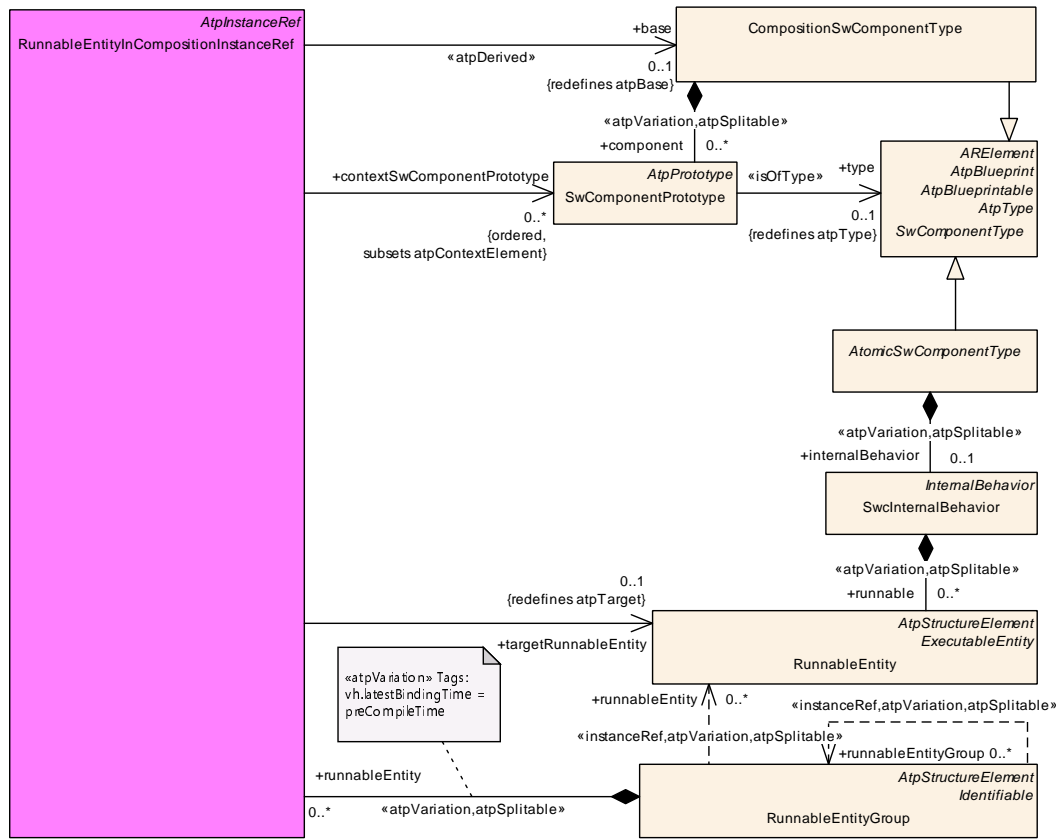 AtpInstanceRef
RunnableEntityInCompositionInstanceRef
+base
«atpDerived»
0..1
{redefines atpBase}
CompositionSwComponentType
«atpVariation,atpSplitable»
+component 0..*
+contextSwComponentPrototype
0..*
{ordered,
subsets atpContextElement}
AtpPrototype
SwComponentPrototype
«isOfType» +type
0..1
{redefines atpType}
ARElement
AtpBlueprint
AtpBlueprintable
AtpType
SwComponentType
AtomicSwComponentType
«atpVariation,atpSplitable»
+internalBehavior 0..1
InternalBehavior
SwcInternalBehavior
«atpVariation,atpSplitable»
+runnable 0..*
0..1
{redefines atpTarget}
+targetRunnableEntity
AtpStructureElement
ExecutableEntity
RunnableEntity
«atpVariation» Tags:
vh.latestBindingTime =
preCompileTime
+runnableEntity 0..*
«instanceRef,atpVariation,atpSplitable»
«instanceRef,atpVariation,atpSplitable»
+runnableEntityGroup 0..*
+runnableEntity
0..*
«atpVariation,atpSplitable»
AtpStructureElement
Identifiable
RunnableEntityGroup